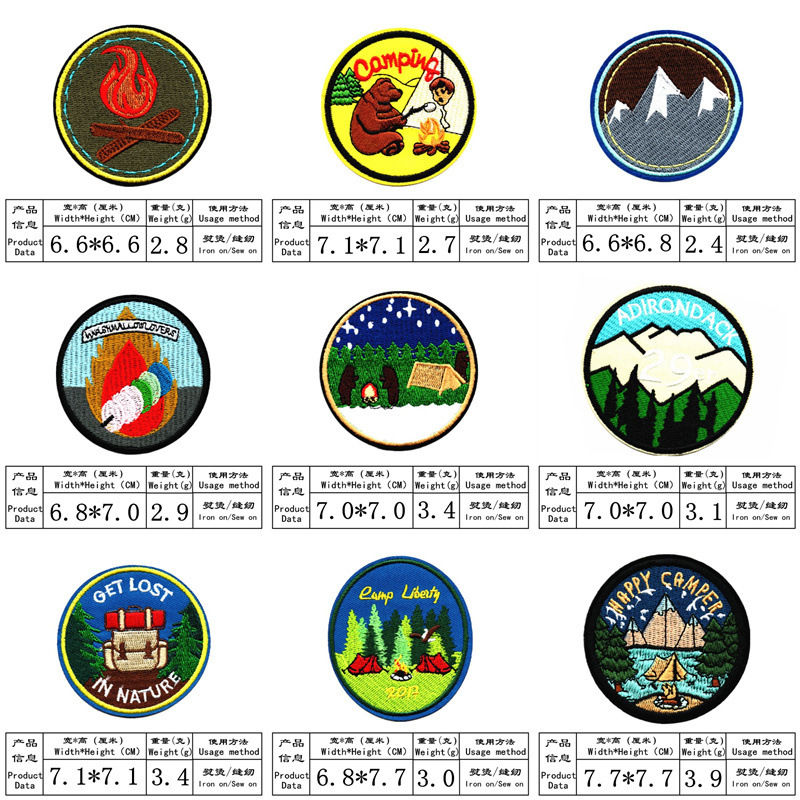 Camping
产品
信息
Product
Data
宽*高 (厘米)
Width*Height (CM)
6.6*6.6
重量(克)
Weight(g)
2.8
使用方法
Usage method
熨烫/缝纫
Iron on/Sew on
产品
信息
Product
Data
宽*高 (厘米)
Width*Height (CM)
7.1*7.1
重量(克)
Weight(g)
2.7
使用方法
Usage method
熨烫/缝纫
Iron on/Sew on
产品
信息
Product
Data
宽*高 (厘米)
Width*Height (CM)
6.6*6.8
重量(克)
Weight(g)
2.4
使用方法
Usage method
熨烫/缝纫
Iron on/Sew on
MARSHMALLOW LOVERS
ADIRONDACK
产品
信息
Product
Data
宽*高 (厘米)
Width*Height (CM)
6.8*7.0
重量(克)
Weight(g)
2.9
使用方法
Usage method
熨烫/缝纫
Iron on/Sew on
产品
信息
Product
Data
宽*高 (厘米)
Width*Height (CM)
7.0*7.0
重量(克)
Weight(g)
3.4
使用方法
Usage method
熨烫/缝纫
Iron on/Sew on
产品
信息
Product
Data
宽*高 (厘米)
Width*Height (CM)
7.0*7.0
重量(克)
Weight(g)
3.1
使用方法
Usage method
熨烫/缝纫
Iron on/Sew on
GET LOST
IN NATURE
Camp Liberty
HAPPY CAMPER
产品
信息
Product
Data
宽*高 (厘米)
Width*Height (CM)
7.1*7.1
重量(克)
Weight(g)
3.4
使用方法
Usage method
熨烫/缝纫
Iron on/Sew on
产品
信息
Product
Data
宽*高 (厘米)
Width*Height (CM)
6.8*7.7
重量(克)
Weight(g)
3.0
使用方法
Usage method
熨烫/缝纫
Iron on/Sew on
产品
信息
Product
Data
宽*高 (厘米)
Width*Height (CM)
7.7*7.7
重量(克)
Weight(g)
3.9
使用方法
Usage method
熨烫/缝纫
Iron on/Sew on